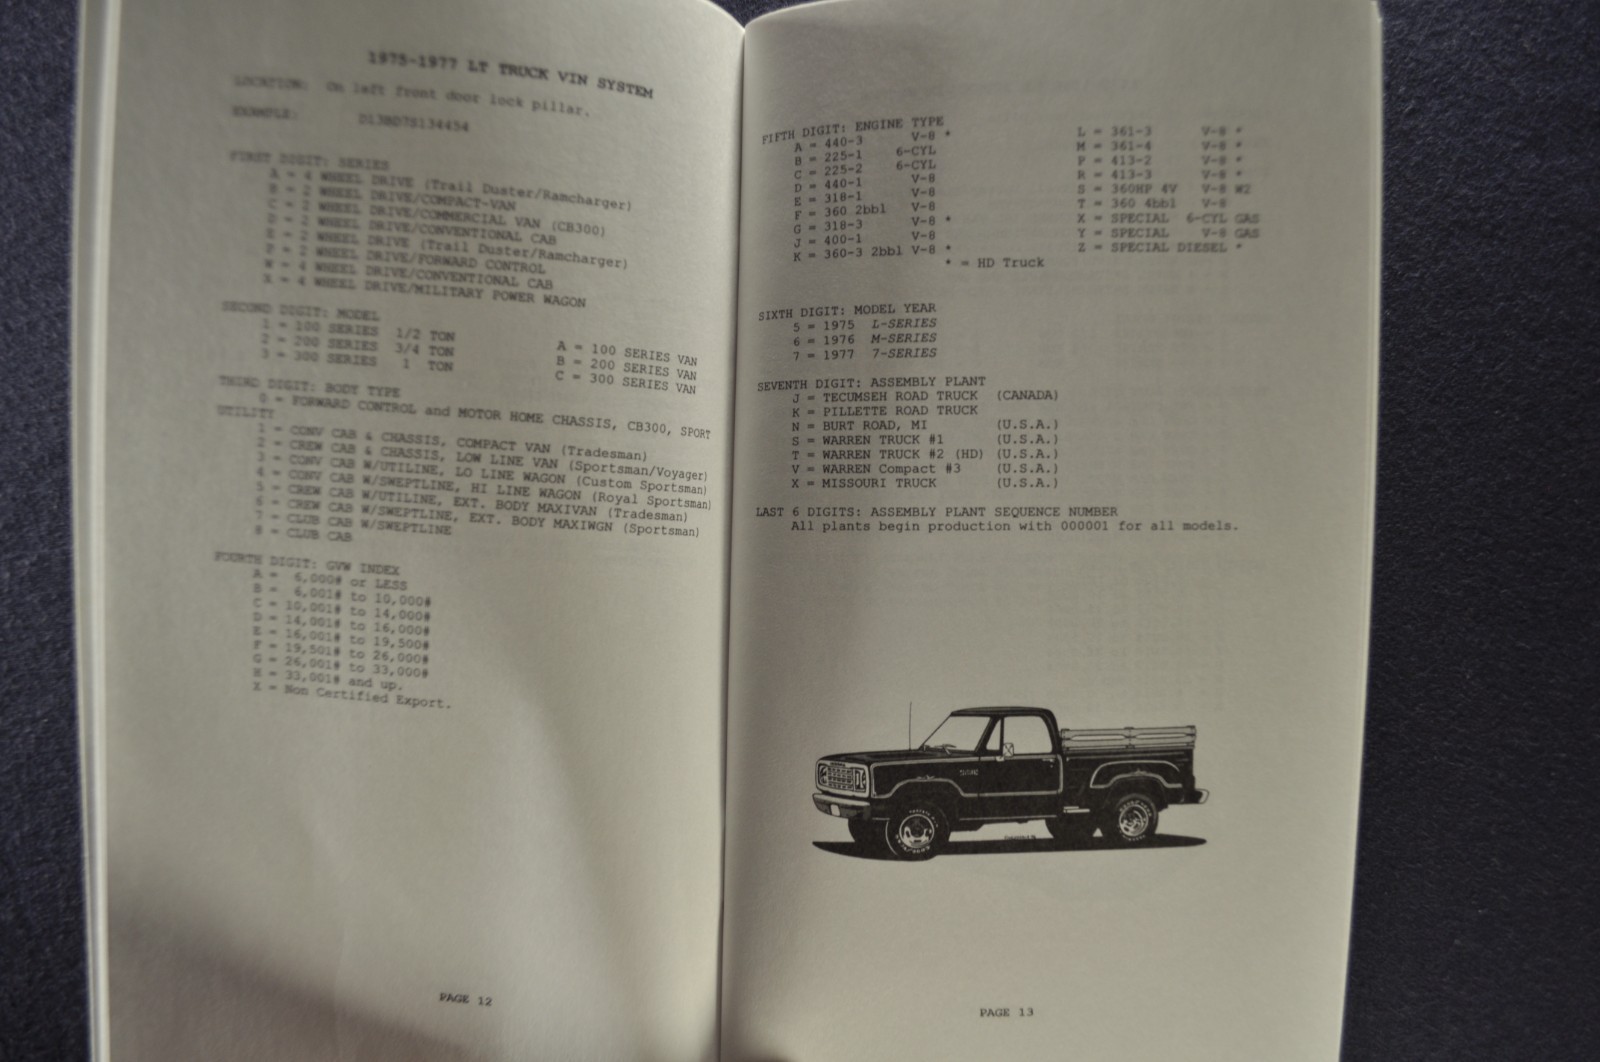 1975-1977 LT TRUCK VIN SYSTEM
LOCATION: On left front door lock pillar.
EXAMPLE: D13BD7S134454
FIRST DIGIT: SERIES
A = 4 WHEEL DRIVE (Trail Duster/Ramcharger)
B = 2 WHEEL DRIVE/COMPACT-VAN
C = 2 WHEEL DRIVE/COMMERCIAL VAN (CB300)
D = 2 WHEEL DRIVE/CONVENTIONAL CAB
E = 2 WHEEL DRIVE (Trail Duster/Ramcharger)
F = 2 WHEEL DRIVE/FORWARD CONTROL
W = 4 WHEEL DRIVE/CONVENTIONAL CAB
X = 4 WHEEL DRIVE/MILITARY POWER WAGON
SECOND DIGIT: MODEL
1 = 100 SERIES 1/2 TON A = 100 SERIES VAN
2 = 200 SERIES 3/4 TON B = 200 SERIES VAN
3 = 300 SERIES 1 TON C = 300 SERIES VAN
THIRD DIGIT: BODY TYPE
0 = FORWARD CONTROL and MOTOR HOME CHASSIS, CB300, SPORT
UTILITY
1 = CONV CAB & CHASSIS, COMPACT VAN (Tradesman)
2 = CREW CAB & CHASSIS, LOW LINE VAN (Sportsman/Voyager)
3 = CONV CAB W/UTILINE, LO LINE WAGON (Custom Sportsman)
4 = CONV CAB W/SWEPTLINE, HI LINE WAGON (Royal Sportsman)
5 = CREW CAB W/UTILINE, EXT. BODY MAXIVAN (Tradesman)
6 = CREW CAB W/SWEPTLINE, EXT. BODY MAXIWGN (Sportsman)
7 = CLUB CAB W/SWEPTLINE
8 = CLUB CAB
FOURTH DIGIT: GVW INDEX
A = 6,000# or LESS
B = 6,001# to 10,000#
C = 10,001# to 14,000#
D = 14,001# to 16,000#
E = 16,001# to 19,500#
F = 19,501# to 26,000#
G = 26,001# to 33,000#
H = 33,001# and up.
X = Non Certified Export.
PAGE 12
FIFTH DIGIT: ENGINE TYPE
A = 440-3 V-8 *
B = 225-1 6-CYL
C = 225-2 6-CYL
D = 440-1 V-8
E = 318-1 V-8
F = 360 2bbl V-8
G = 318-3 V-8 *
J = 400-1 V-8
K = 360-3 2bbl V-8 *
L = 361-3 V-8 *
M = 361-4 V-8 *
P = 413-2 V-8 *
R = 413-3 V-8 *
S = 360HP 4V V-8 W2
T = 360 4bbl V-8
X = SPECIAL 6-CYL GAS
Y = SPECIAL V-8 GAS
Z = SPECIAL DIESEL *
* = HD Truck
SIXTH DIGIT: MODEL YEAR
5 = 1975 L-SERIES
6 = 1976 M-SERIES
7 = 1977 7-SERIES
SEVENTH DIGIT: ASSEMBLY PLANT
J = TECUMSEH ROAD TRUCK (CANADA)
K = PILLETTE ROAD TRUCK
N = BURT ROAD, MI (U.S.A.)
S = WARREN TRUCK #1 (U.S.A.)
T = WARREN TRUCK #2 (HD) (U.S.A.)
V = WARREN Compact #3 (U.S.A.)
X = MISSOURI TRUCK (U.S.A.)
LAST 6 DIGITS: ASSEMBLY PLANT SEQUENCE NUMBER
All plants begin production with 000001 for all models.
PAGE 13